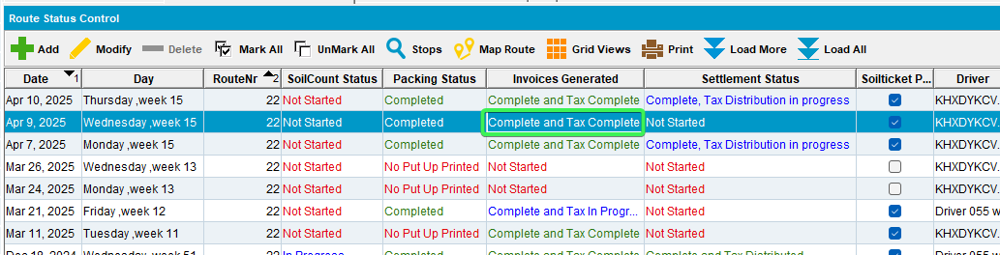 Route Status Control
Add Modify Delete Mark All UnMark All Stops Map Route Grid Views Print Load More Load All
Date 1 Day RouteNr 2 SoilCount Status Packing Status Invoices Generated Settlement Status Soilticket P... Driver
Apr 10, 2025 Thursday ,week 15 22 Not Started Completed Complete and Tax Complete Complete, Tax Distribution in progress KHXDYKCV.
Apr 9, 2025 Wednesday ,week 15 22 Not Started Completed Complete and Tax Complete Not Started KHXDYKCV.
Apr 7, 2025 Monday ,week 15 22 Not Started Completed Complete and Tax Complete Complete, Tax Distribution in progress KHXDYKCV.
Mar 26, 2025 Wednesday ,week 13 22 Not Started No Put Up Printed Not Started Not Started KHXDYKCV.
Mar 24, 2025 Monday ,week 13 22 Not Started No Put Up Printed Not Started Not Started KHXDYKCV.
Mar 21, 2025 Friday ,week 12 22 Not Started Completed Complete and Tax In Progr... Not Started Driver 055 w
Mar 11, 2025 Tuesday ,week 11 22 Not Started No Put Up Printed Complete and Tax Complete Not Started KHXDYKCV.
Dec 18, 2024 Wednesday ,week 51 22 In Progress Completed Complete and Tax Complete Complete and Tax Distributed Driver 055 w